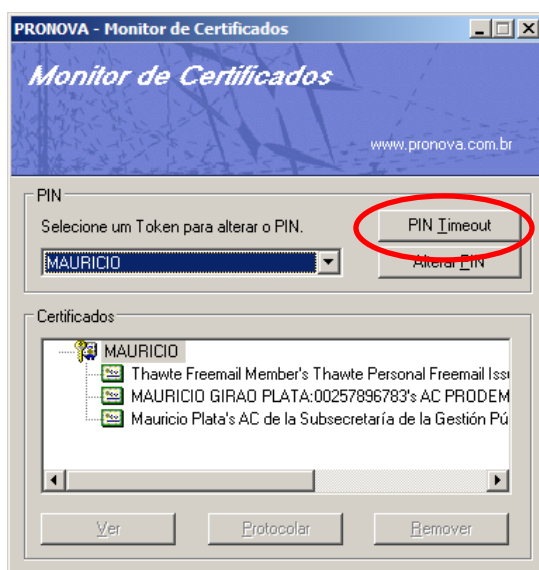 PRONOVA - Monitor de Certificados
Monitor de Certificados
www.pronova.com.br
PIN
Selecione um Token para alterar o PIN.
PIN Timeout
MAURICIO
Alterar PIN
Certificados
MAURICIO
Thawte Freemail Member's Thawte Personal Freemail Issu
MAURICIO GIRAO PLATA:00257896783's AC PRODEM
Mauricio Plata's AC de la Subsecretaría de la Gestión Pú
Ver
Protocolar
Remover